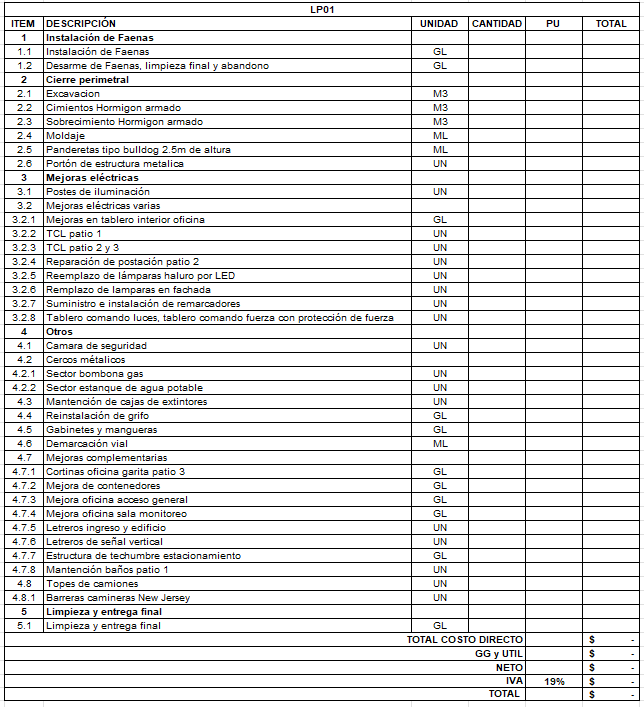 LP01
ITEM DESCRIPCIÓN UNIDAD CANTIDAD PU TOTAL
1 Instalación de Faenas
1.1 Instalación de Faenas GL
1.2 Desarme de Faenas, limpieza final y abandono GL
2 Cierre perimetral
2.1 Excavacion M3
2.2 Cimientos Hormigon armado M3
2.3 Sobrecimiento Hormigon armado M3
2.4 Moldaje ML
2.5 Panderetas tipo bulldog 2.5m de altura ML
2.6 Portón de estructura metalica UN
3 Mejoras eléctricas
3.1 Postes de iluminación UN
3.2 Mejoras eléctricas varias
3.2.1 Mejoras en tablero interior oficina GL
3.2.2 TCL patio 1 UN
3.2.3 TCL patio 2 y 3 UN
3.2.4 Reparación de postación patio 2 UN
3.2.5 Reemplazo de lámparas haluro por LED UN
3.2.6 Remplazo de lamparas en fachada UN
3.2.7 Suministro e instalación de remarcadores UN
3.2.8 Tablero comando luces, tablero comando fuerza con protección de fuerza UN
4 Otros
4.1 Camara de seguridad UN
4.2 Cercos métalicos
4.2.1 Sector bombona gas UN
4.2.2 Sector estanque de agua potable UN
4.3 Mantención de cajas de extintores UN
4.4 Reinstalación de grifo GL
4.5 Gabinetes y mangueras GL
4.6 Demarcación vial ML
4.7 Mejoras complementarias
4.7.1 Cortinas oficina garita patio 3 GL
4.7.2 Mejora de contenedores GL
4.7.3 Mejora oficina acceso general GL
4.7.4 Mejora oficina sala monitoreo GL
4.7.5 Letreros ingreso y edificio UN
4.7.6 Letreros de señal vertical UN
4.7.7 Estructura de techumbre estacionamiento GL
4.7.8 Mantención baños patio 1 UN
4.8 Topes de camiones UN
4.8.1 Barreras camineras New Jersey UN
5 Limpieza y entrega final
5.1 Limpieza y entrega final GL
TOTAL COSTO DIRECTO $ -
GG y UTIL $ -
NETO $ -
IVA 19% $ -
TOTAL $ -